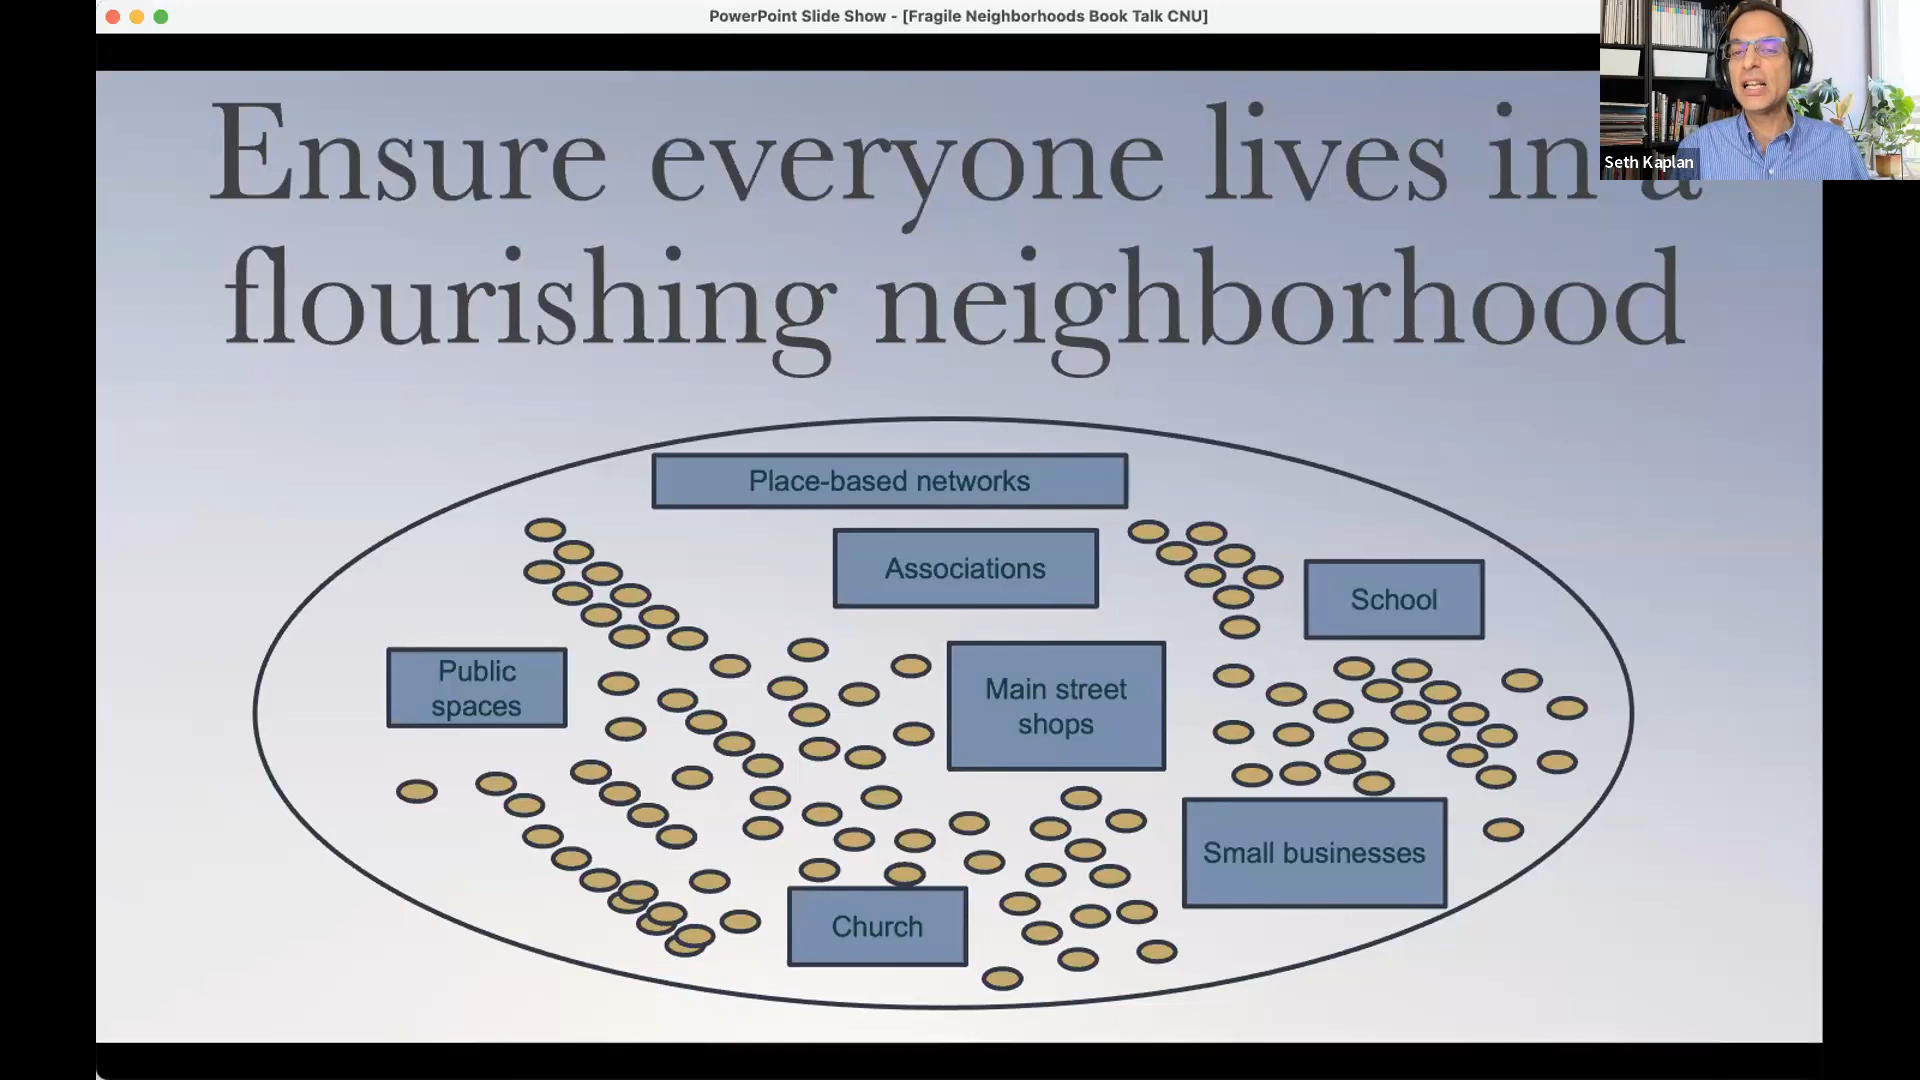 PowerPoint Slide Show - [Fragile Neighborhoods Book Talk CNU]
Seth Kaplan
Ensure everyone lives in a
flourishing neighborhood
Place-based networks
Associations
School
Public
spaces
Main street
shops
Small businesses
Church